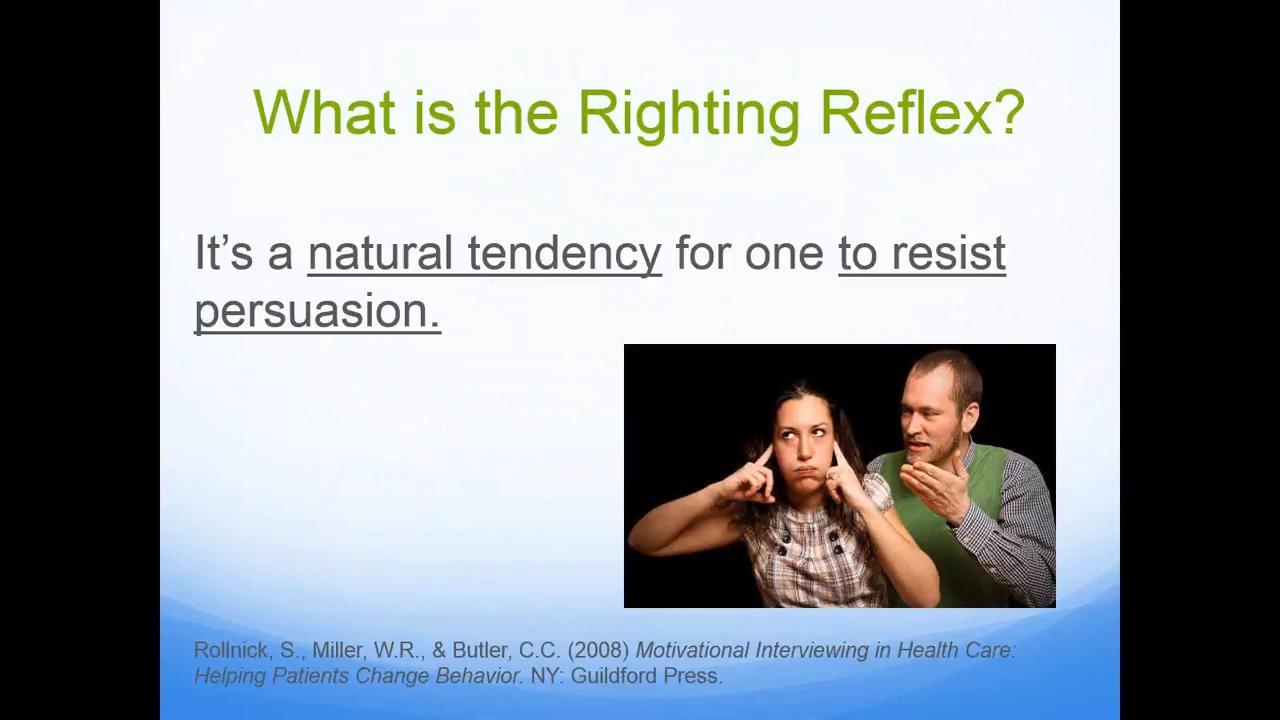 What is the Righting Reflex?
It’s a natural tendency for one to resist
persuasion.
Rollnick, S., Miller, W.R., & Butler, C.C. (2008) Motivational Interviewing in Health Care:
Helping Patients Change Behavior. NY: Guildford Press.